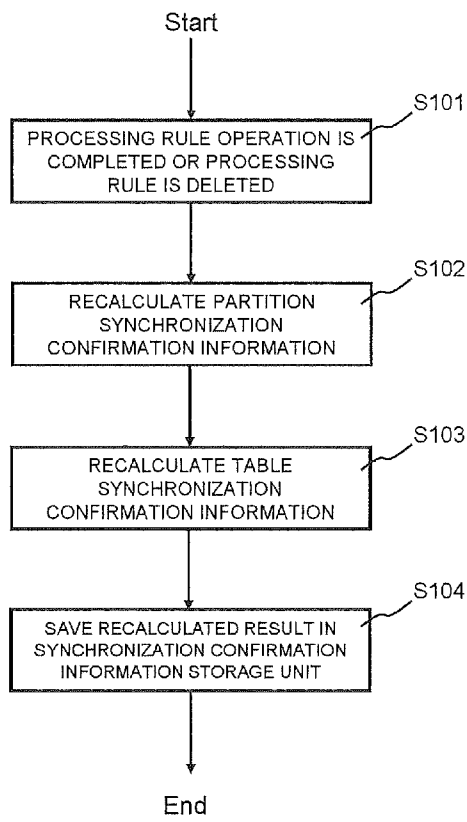 Start
S101
PROCESSING RULE OPERATION IS
COMPLETED OR PROCESSING
RULE IS DELETED
S102
RECALCULATE PARTITION
SYNCHRONIZATION
CONFIRMATION INFORMATION
S103
RECALCULATE TABLE
SYNCHRONIZATION
CONFIRMATION INFORMATION
S104
SAVE RECALCULATED RESULT IN
SYNCHRONIZATION CONFIRMATION
INFORMATION STORAGE UNIT
End